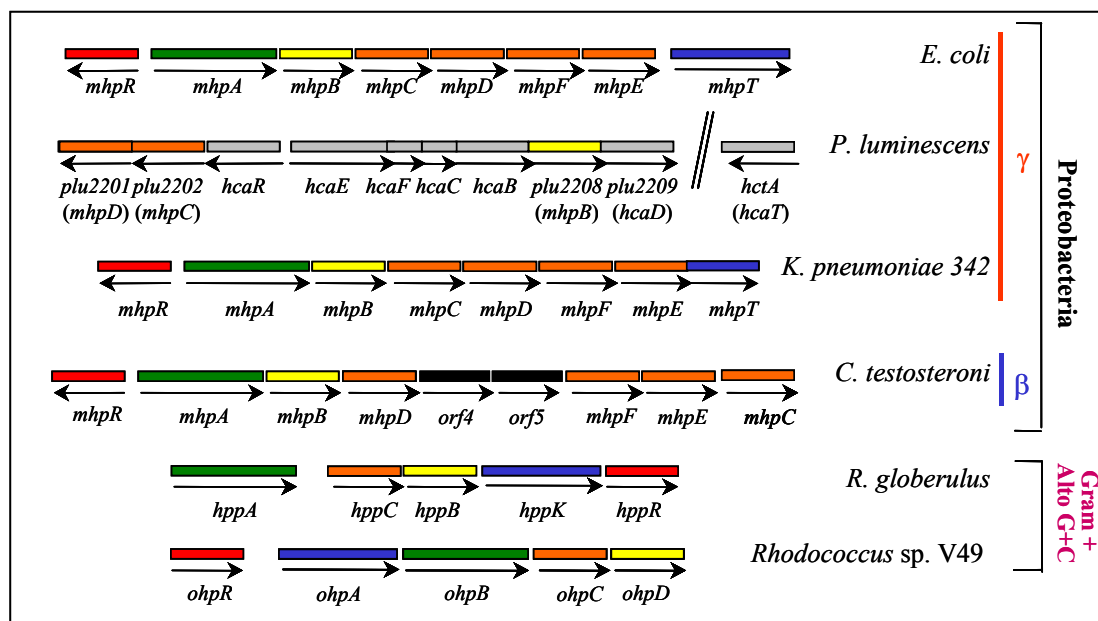 E. coli
mhpR mhpA mhpB mhpC mhpD mhpF mhpE mhpT
P. luminescens
plu2201 plu2202 hcaR hcaE hcaF hcaC hcaB plu2208 plu2209 hctA
(mhpD) (mhpC) (mhpB) (hcaD) (hcaT)
K. pneumoniae 342
mhpR mhpA mhpB mhpC mhpD mhpF mhpE mhpT
C. testosteroni
mhpR mhpA mhpB mhpD orf4 orf5 mhpF mhpE mhpC
R. globerulus
hppA hppC hppB hppK hppR
Rhodococcus sp. V49
ohpR ohpA ohpB ohpC ohpD
γ
β
Proteobacteria
Gram +
Alto G+C